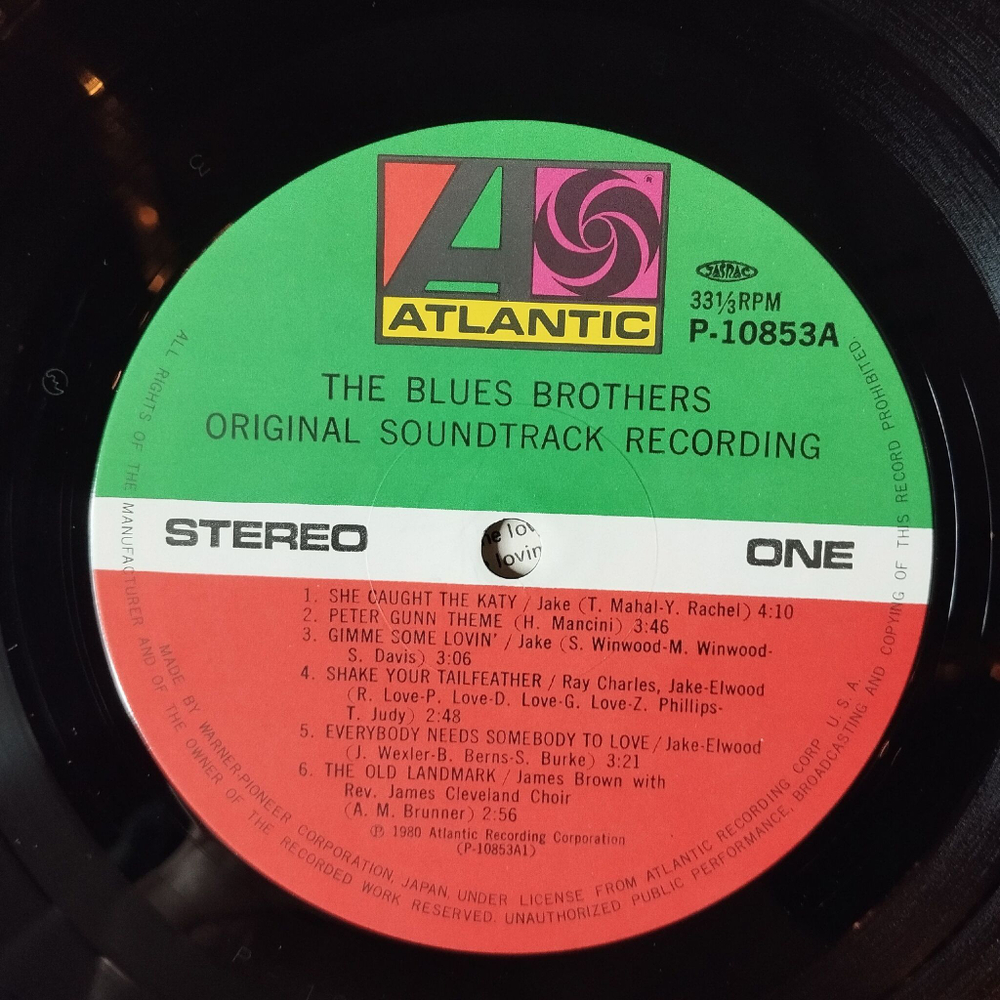 ATLANTIC
®
JASRAC
33⅓RPM
P-10853A
THE BLUES BROTHERS
ORIGINAL SOUNDTRACK RECORDING
STEREO
ONE
lovin
1. SHE CAUGHT THE KATY / Jake (T. Mahal-Y. Rachel) 4:10
2. PETER GUNN THEME (H. Mancini) 3:46
3. GIMME SOME LOVIN' / Jake (S. Winwood-M. Winwood-
S. Davis) 3:06
4. SHAKE YOUR TAILFEATHER / Ray Charles, Jake-Elwood
(R. Love-P. Love-D. Love-G. Love-Z. Phillips-
T. Judy) 2:48
5. EVERYBODY NEEDS SOMEBODY TO LOVE / Jake-Elwood
(J. Wexler-B. Berns-S. Burke) 3:21
6. THE OLD LANDMARK / James Brown with
Rev. James Cleveland Choir
(A. M. Brunner) 2:56
℗ 1980 Atlantic Recording Corporation
(P-10853A1)
MADE BY WARNER-PIONEER CORPORATION, JAPAN, UNDER LICENSE FROM ATLANTIC RECORDING CORP. U. S. A.
ALL RIGHTS OF THE MANUFACTURER AND OF THE OWNER OF THE RECORDED WORK RESERVED. UNAUTHORIZED PUBLIC PERFORMANCE, BROADCASTING AND COPYING OF THIS RECORD PROHIBITED.